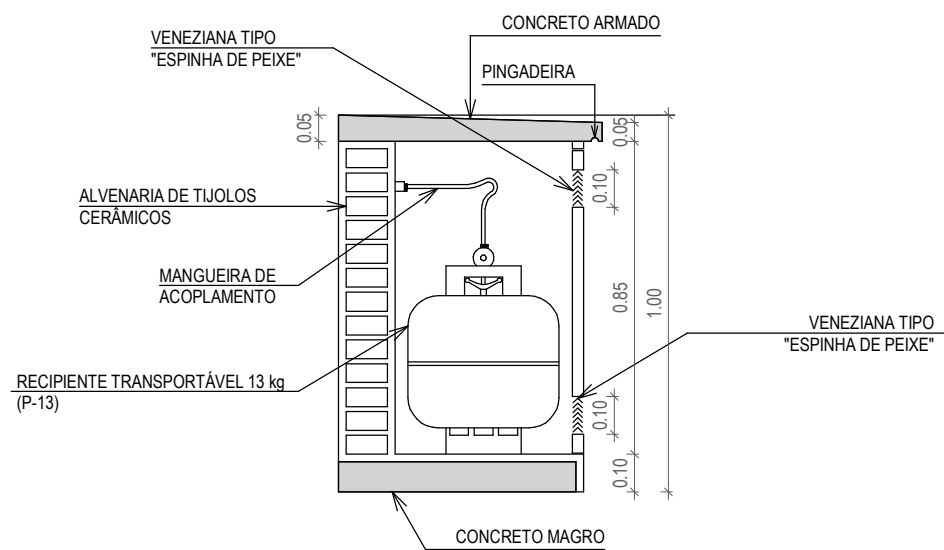 CONCRETO ARMADO
VENEZIANA TIPO
"ESPINHA DE PEIXE"
PINGADEIRA
0.05
0.05
0.10
ALVENARIA DE TIJOLOS
CERÂMICOS
MANGUEIRA DE
ACOPLAMENTO
0.85
1.00
VENEZIANA TIPO
"ESPINHA DE PEIXE"
RECIPIENTE TRANSPORTÁVEL 13 kg
(P-13)
0.10
0.10
CONCRETO MAGRO